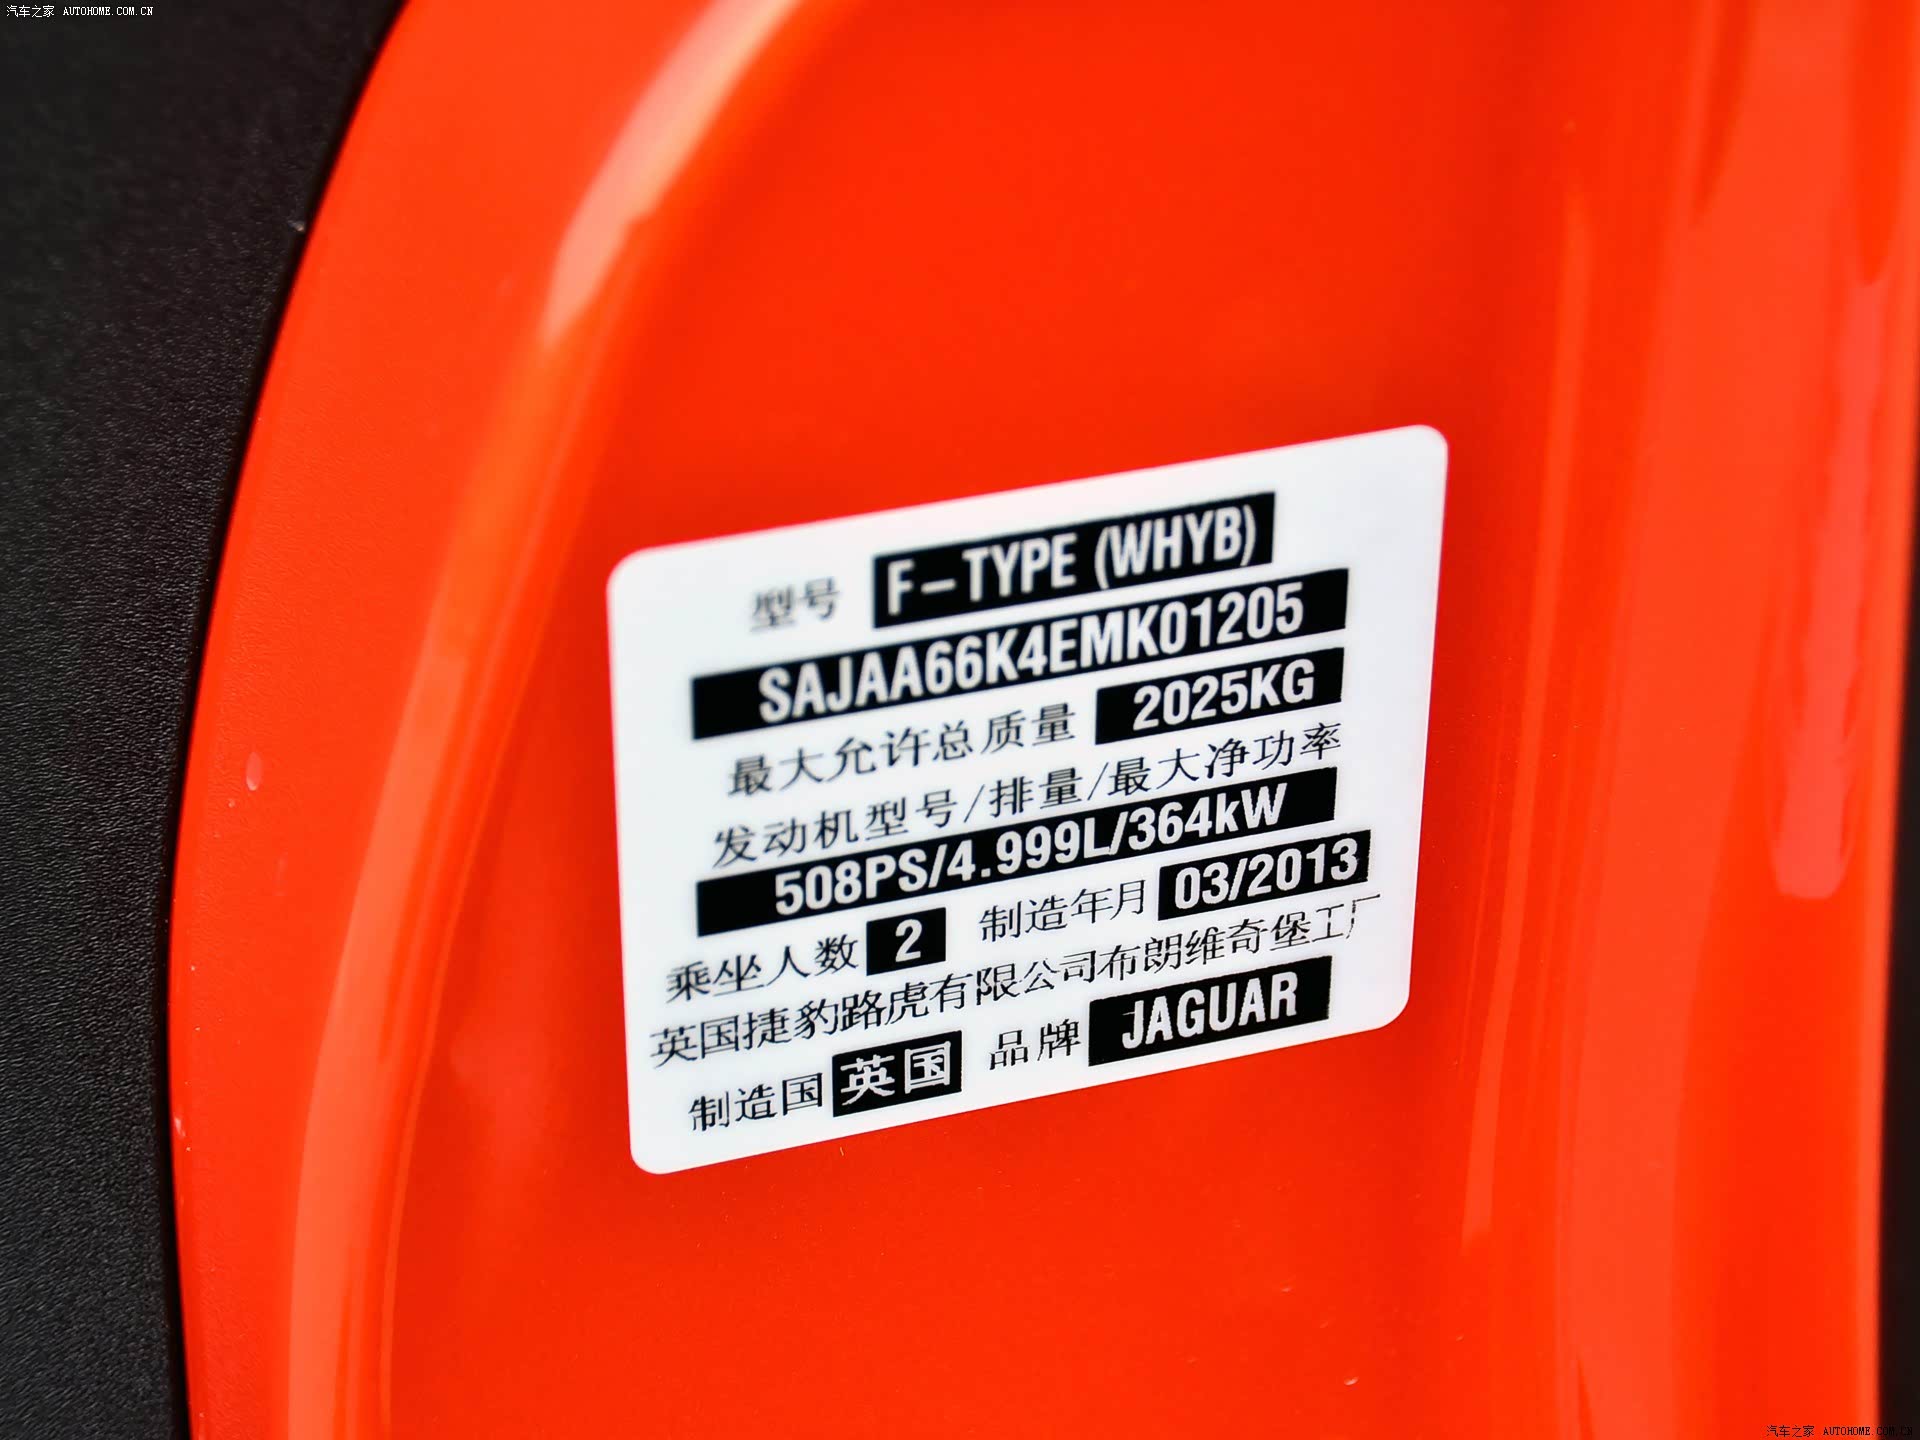 汽车之家 AUTOHOME.COM.CN
型号 F-TYPE (WHYB)
SAJAA66K4EMK01205
最大允许总质量 2025KG
发动机型号/排量/最大净功率
508PS/4.999L/364kW
乘坐人数 2 制造年月 03/2013
英国捷豹路虎有限公司布朗维奇堡工厂
制造国 英国 品牌 JAGUAR
汽车之家 AUTOHOME.COM.CN